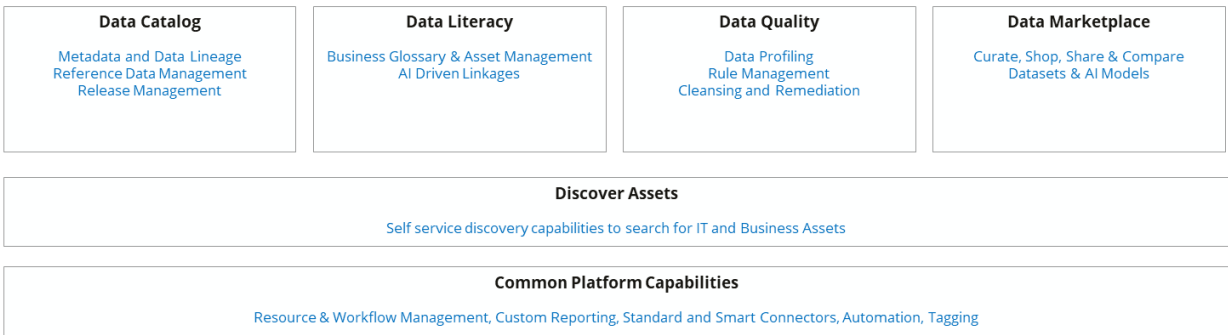 Data Catalog
Metadata and Data Lineage
Reference Data Management
Release Management
Data Literacy
Business Glossary & Asset Management
AI Driven Linkages
Data Quality
Data Profiling
Rule Management
Cleansing and Remediation
Data Marketplace
Curate, Shop, Share & Compare
Datasets & AI Models
Discover Assets
Self service discovery capabilities to search for IT and Business Assets
Common Platform Capabilities
Resource & Workflow Management, Custom Reporting, Standard and Smart Connectors, Automation, Tagging